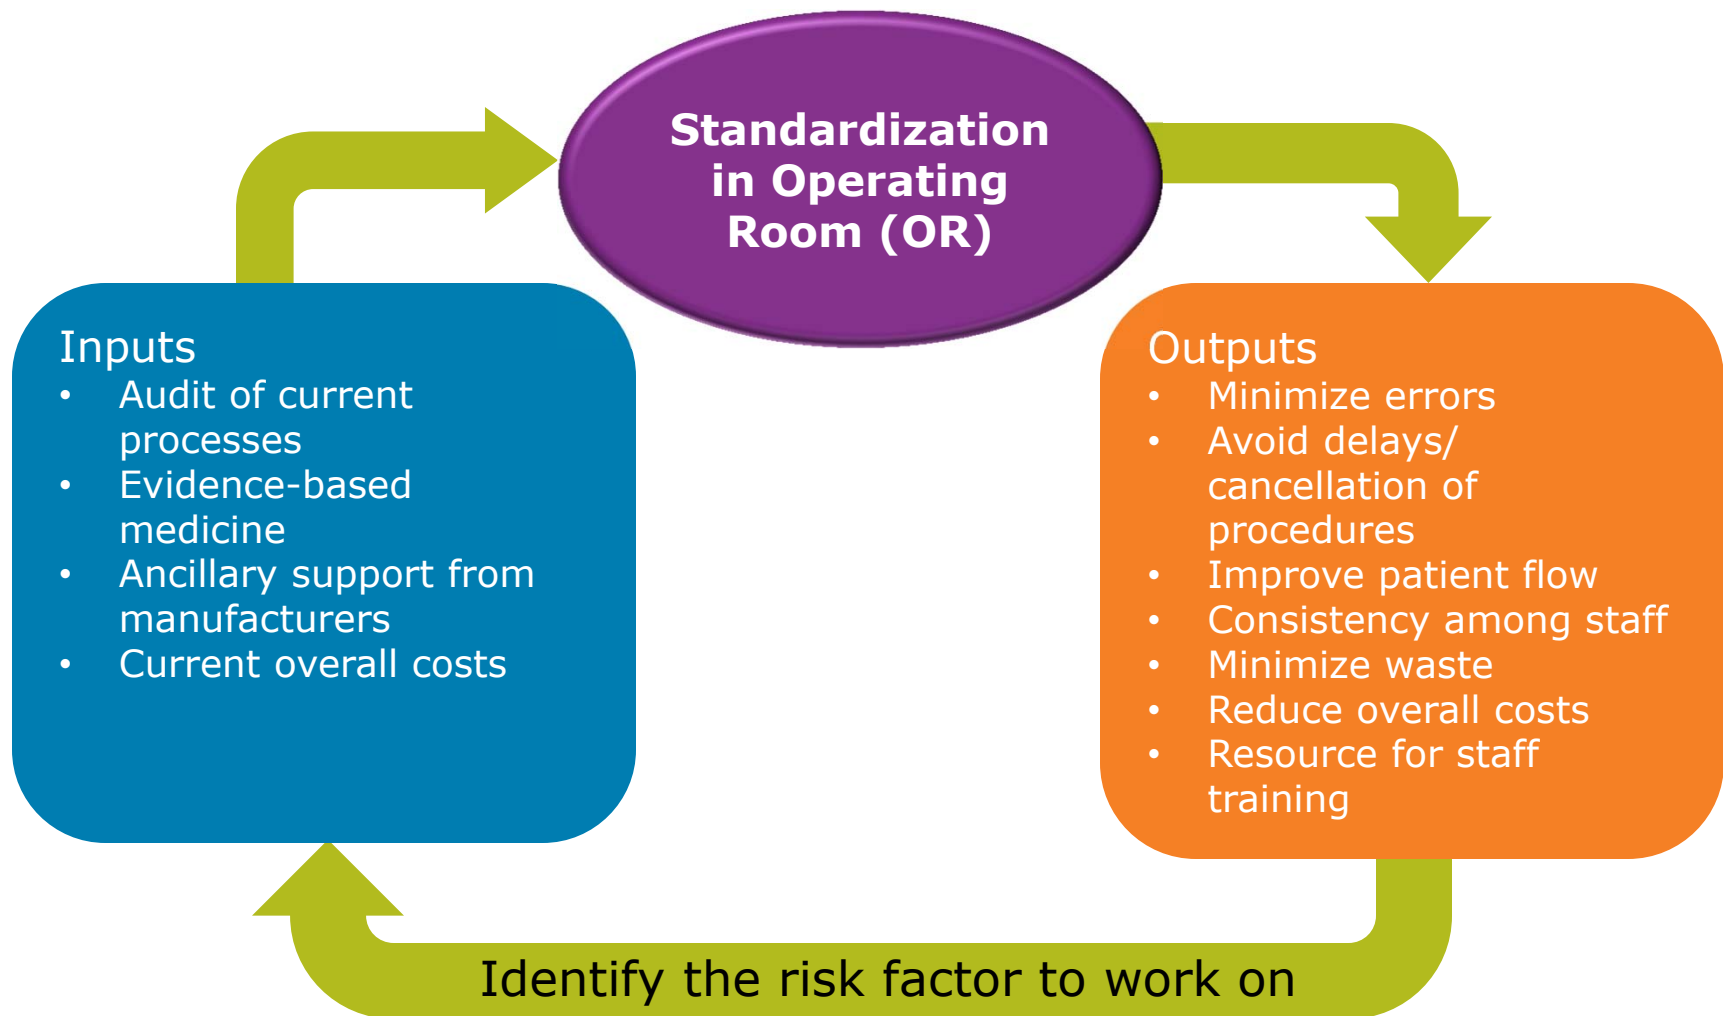 Standardization
in Operating
Room (OR)
Inputs
• Audit of current
processes
• Evidence-based
medicine
• Ancillary support from
manufacturers
• Current overall costs
Outputs
• Minimize errors
• Avoid delays/
cancellation of
procedures
• Improve patient flow
• Consistency among staff
• Minimize waste
• Reduce overall costs
• Resource for staff
training
Identify the risk factor to work on